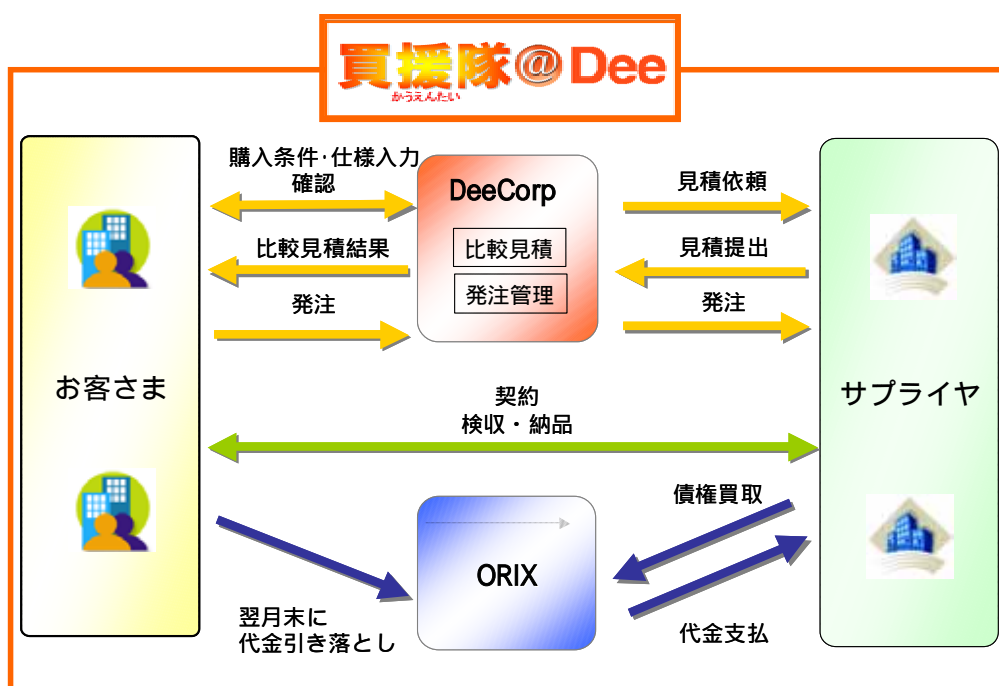 買援隊@Dee
かうえんたい
購入条件・仕様入力
確認
比較見積結果
発注
DeeCorp
比較見積
発注管理
見積依頼
見積提出
発注
お客さま
サプライヤ
契約
検収・納品
債権買取
ORIX
翌月末に
代金引き落とし
代金支払